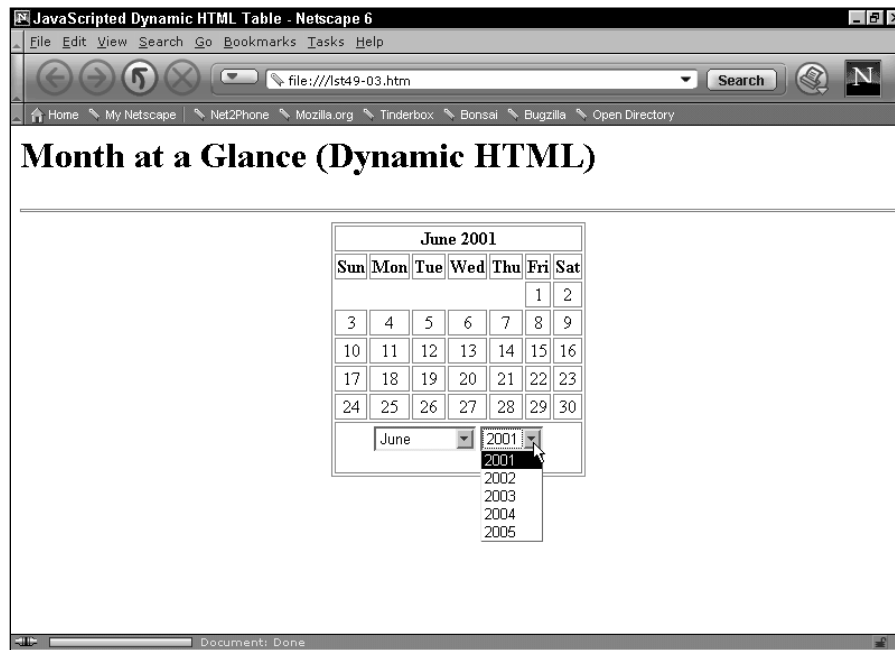 N JavaScripted Dynamic HTML Table - Netscape 6
File Edit View Search Go Bookmarks Tasks Help
file:///lst49-03.htm Search N
Home My Netscape Net2Phone Mozilla.org Tinderbox Bonsai Bugzilla Open Directory
Month at a Glance (Dynamic HTML)
June 2001
Sun Mon Tue Wed Thu Fri Sat
1 2
3 4 5 6 7 8 9
10 11 12 13 14 15 16
17 18 19 20 21 22 23
24 25 26 27 28 29 30
June 2001
2001
2002
2003
2004
2005
Document: Done